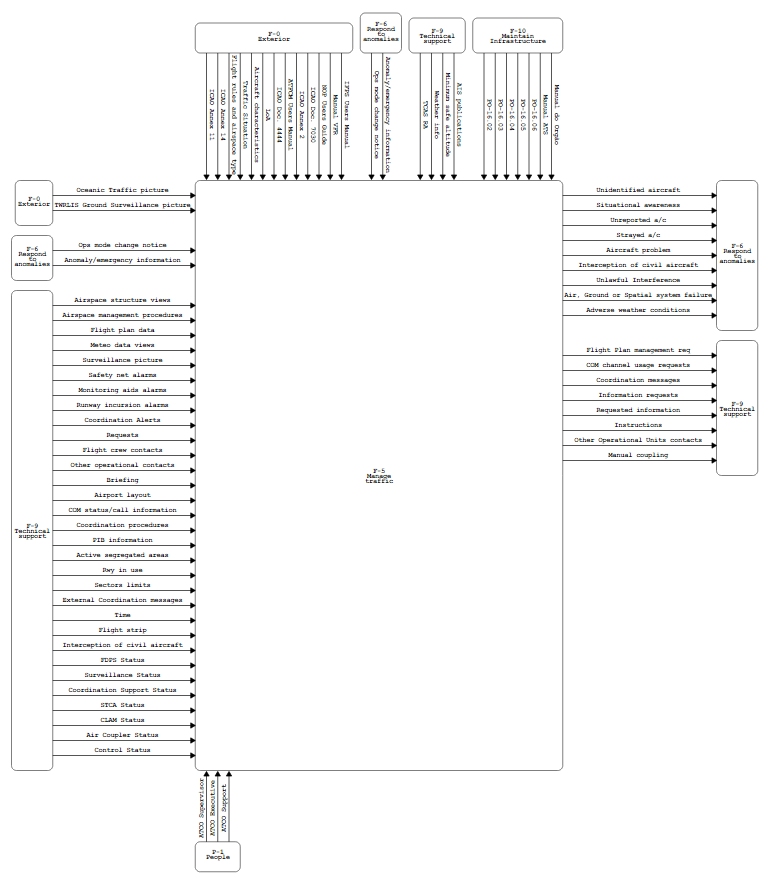 F-0
Exterior
F-6
Respond
to
anomalies
F-9
Technical
support
F-10
Maintain
Infrastructure
ICAO Annex 11
ICAO Annex 14
Flight rules and airspace type
Traffic Situation
Aircraft characteristics
LoA
ICAO Doc. 4444
ATFCM Users Manual
ICAO Annex 2
ICAO Doc. 7030
NOP Users Guide
Manual VFR
IFPS Users Manual
Ops mode change notice
Anomaly/emergency information
TCAS RA
Weather info
Minimum safe altitude
AIS publications
PO-16.02
PO-16.03
PO-16.04
PO-16.05
PO-16.06
Manual ATS
Manual do Órgão
F-0
Exterior
Oceanic Traffic picture
TWRLIS Ground Surveillance picture
F-6
Respond
to
anomalies
Ops mode change notice
Anomaly/emergency information
F-9
Technical
support
Airspace structure views
Airspace management procedures
Flight plan data
Meteo data views
Surveillance picture
Safety net alarms
Monitoring aids alarms
Runway incursion alarms
Coordination Alerts
Requests
Flight crew contacts
Other operational contacts
Briefing
Airport layout
COM status/call information
Coordination procedures
PIB information
Active segregated areas
Rwy in use
Sectors limits
External Coordination messages
Time
Flight strip
Interception of civil aircraft
FDPS Status
Surveillance Status
Coordination Support Status
STCA Status
CLAM Status
Air Coupler Status
Control Status
F-5
Manage
traffic
Unidentified aircraft
Situational awareness
Unreported a/c
Strayed a/c
Aircraft problem
Interception of civil aircraft
Unlawful Interference
Air, Ground or Spatial system failure
Adverse weather conditions
F-6
Respond
to
anomalies
Flight Plan management req
COM channel usage requests
Coordination messages
Information requests
Requested information
Instructions
Other Operational Units contacts
Manual coupling
F-9
Technical
support
ATCO Supervisor
ATCO Executive
ATCO Support
P-1
People